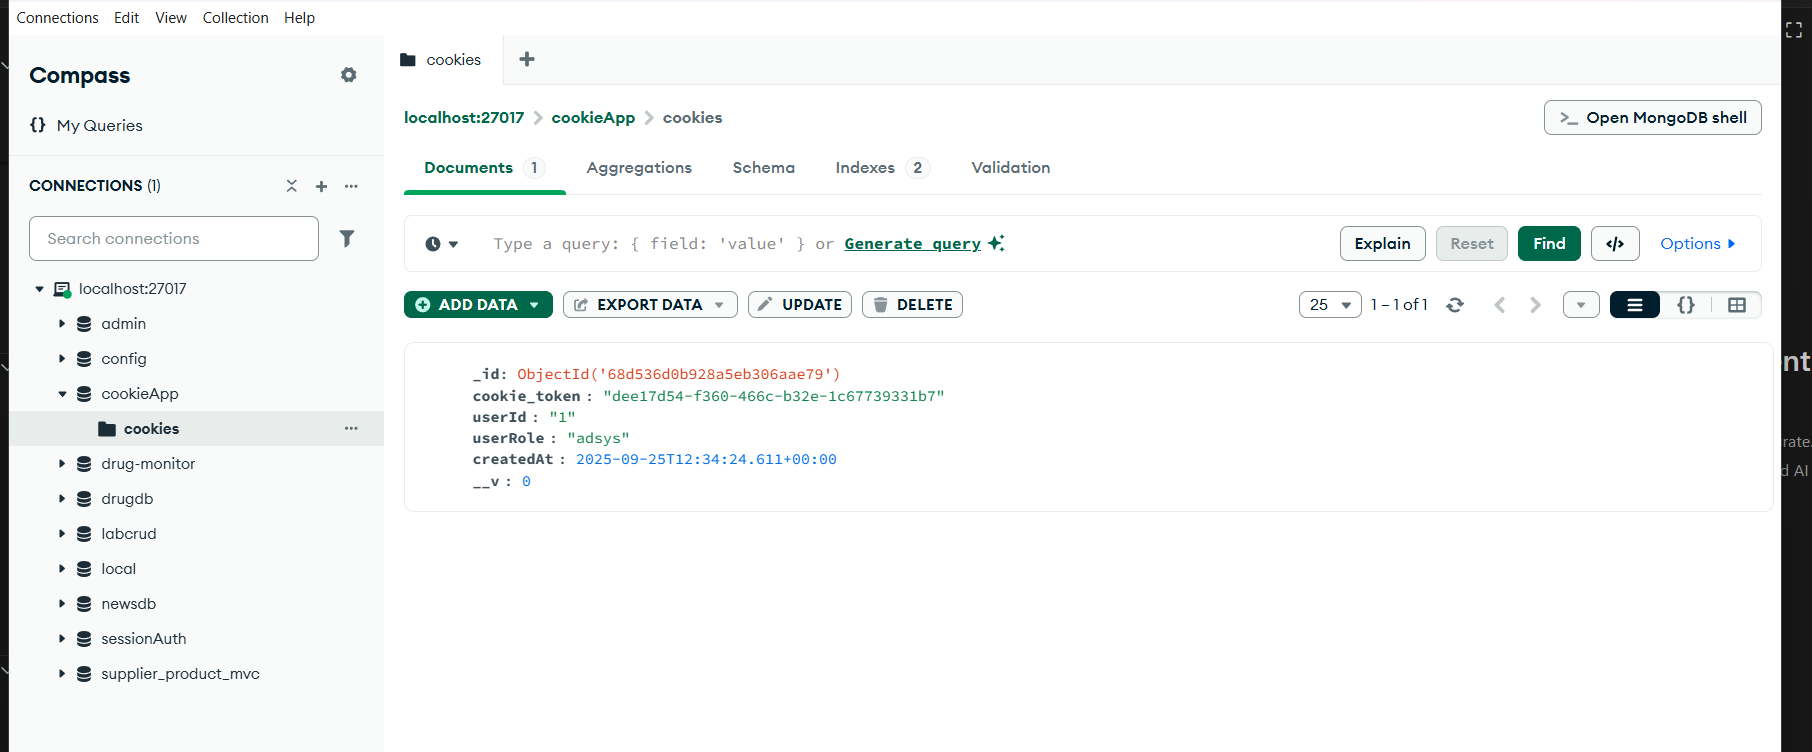 Connections Edit View Collection Help
Compass
{} My Queries
CONNECTIONS (1)
Search connections
localhost:27017
admin
config
cookieApp
cookies
drug-monitor
drugdb
labcrud
local
newsdb
sessionAuth
supplier_product_mvc
cookies
localhost:27017 > cookieApp > cookies
>_ Open MongoDB shell
Documents 1 Aggregations Schema Indexes 2 Validation
Type a query: { field: 'value' } or Generate query
Explain Reset Find </> Options
ADD DATA EXPORT DATA UPDATE DELETE
25 1 – 1 of 1 {}
_id: ObjectId('68d536d0b928a5eb306aae79')
cookie_token : "dee17d54-f360-466c-b32e-1c67739331b7"
userId : "1"
userRole : "adsys"
createdAt : 2025-09-25T12:34:24.611+00:00
__v : 0
nt
rate.
d AI